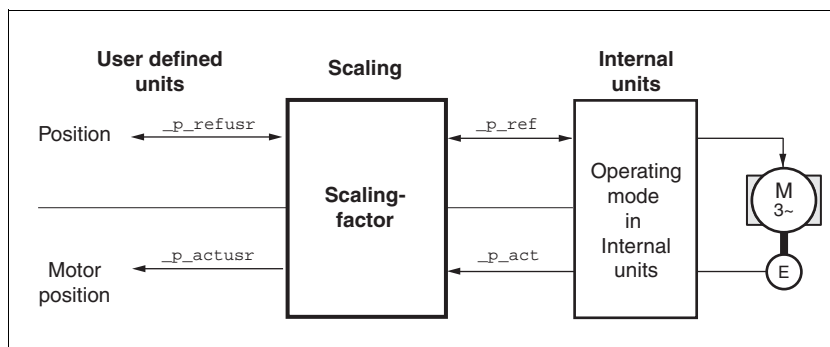 User defined
units
Scaling
Internal
units
Position
_p_refusr
_p_ref
Scaling-
factor
Operating
mode
in
Internal
units
M
3~
Motor
position
_p_actusr
_p_act
E